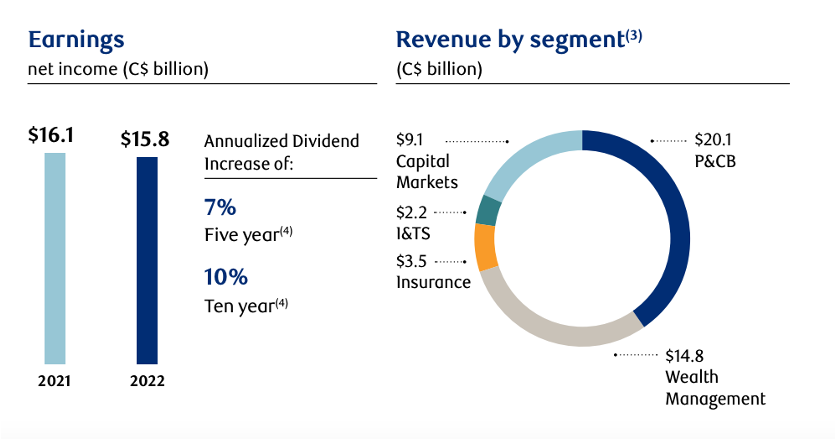 Earnings
net income (C$ billion)
$16.1
$15.8
2021
2022
Annualized Dividend
Increase of:
7%
Five year(4)
10%
Ten year(4)
Revenue by segment(3)
(C$ billion)
$9.1
Capital
Markets
$2.2
I&TS
$3.5
Insurance
$20.1
P&CB
$14.8
Wealth
Management